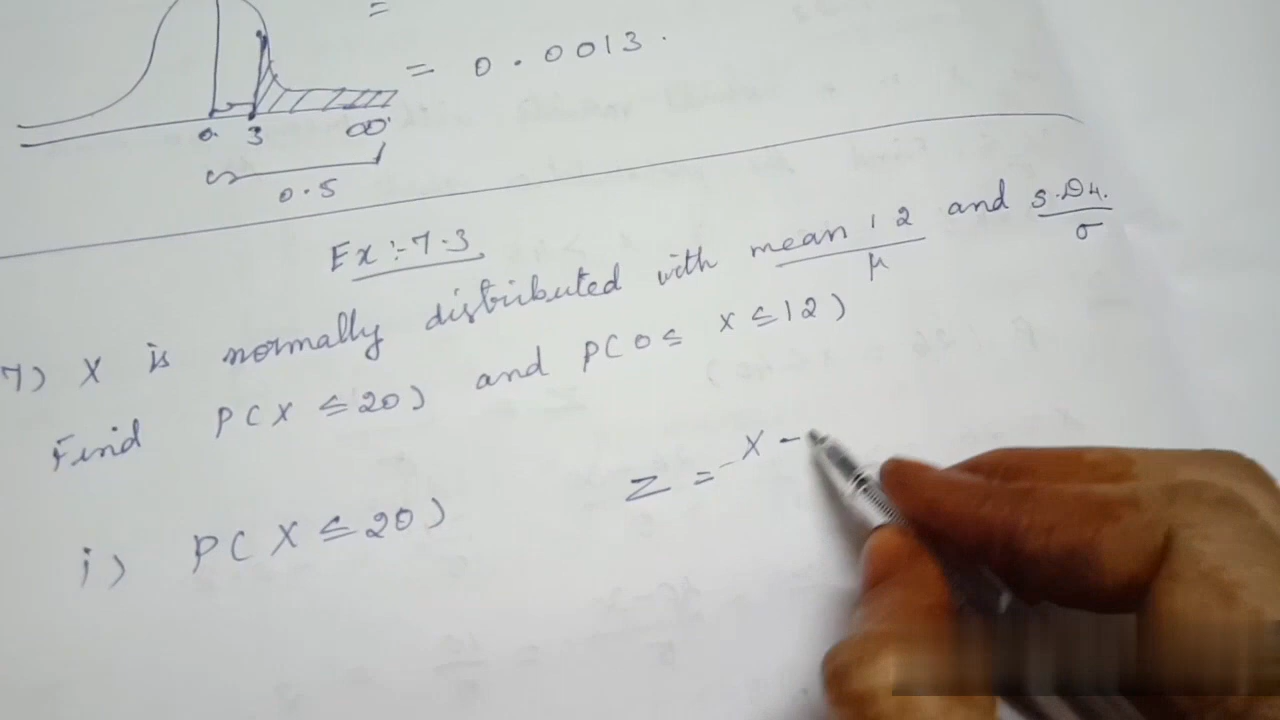 =
= 0.0013.
0 3 ∞
0.5
Ex:-7.3
7) X is normally distributed with mean 12 and S.D 4.
μ σ
Find P(X ≤ 20) and P(0 ≤ X ≤ 12)
i) P(X ≤ 20) Z = X -